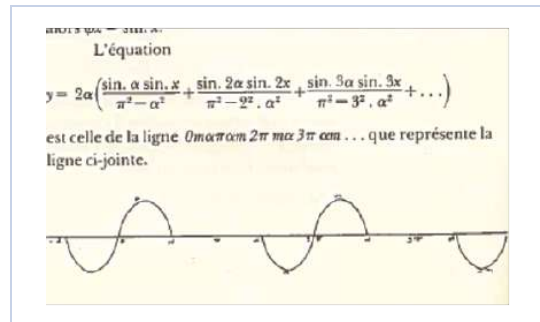 L'équation
y = 2α(sin. α sin. x / π² − α² + sin. 2α sin. 2x / π² − 2² . α² + sin. 3α sin. 3x / π² − 3² . α² + . . .)
est celle de la ligne 0mαπαm 2π mα 3π αm . . . que représente la
ligne ci-jointe.